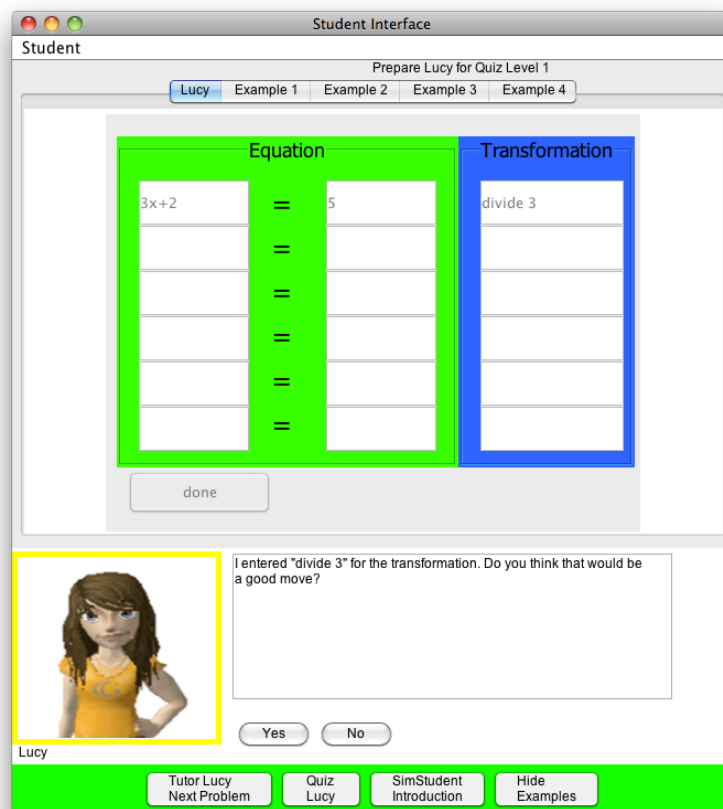 Student Interface
Student
Prepare Lucy for Quiz Level 1
Lucy Example 1 Example 2 Example 3 Example 4
Equation Transformation
3x+2 = 5 divide 3
=
=
=
=
=
done
I entered "divide 3" for the transformation. Do you think that would be
a good move?
Yes No
Lucy
Tutor Lucy Quiz SimStudent Hide
Next Problem Lucy Introduction Examples